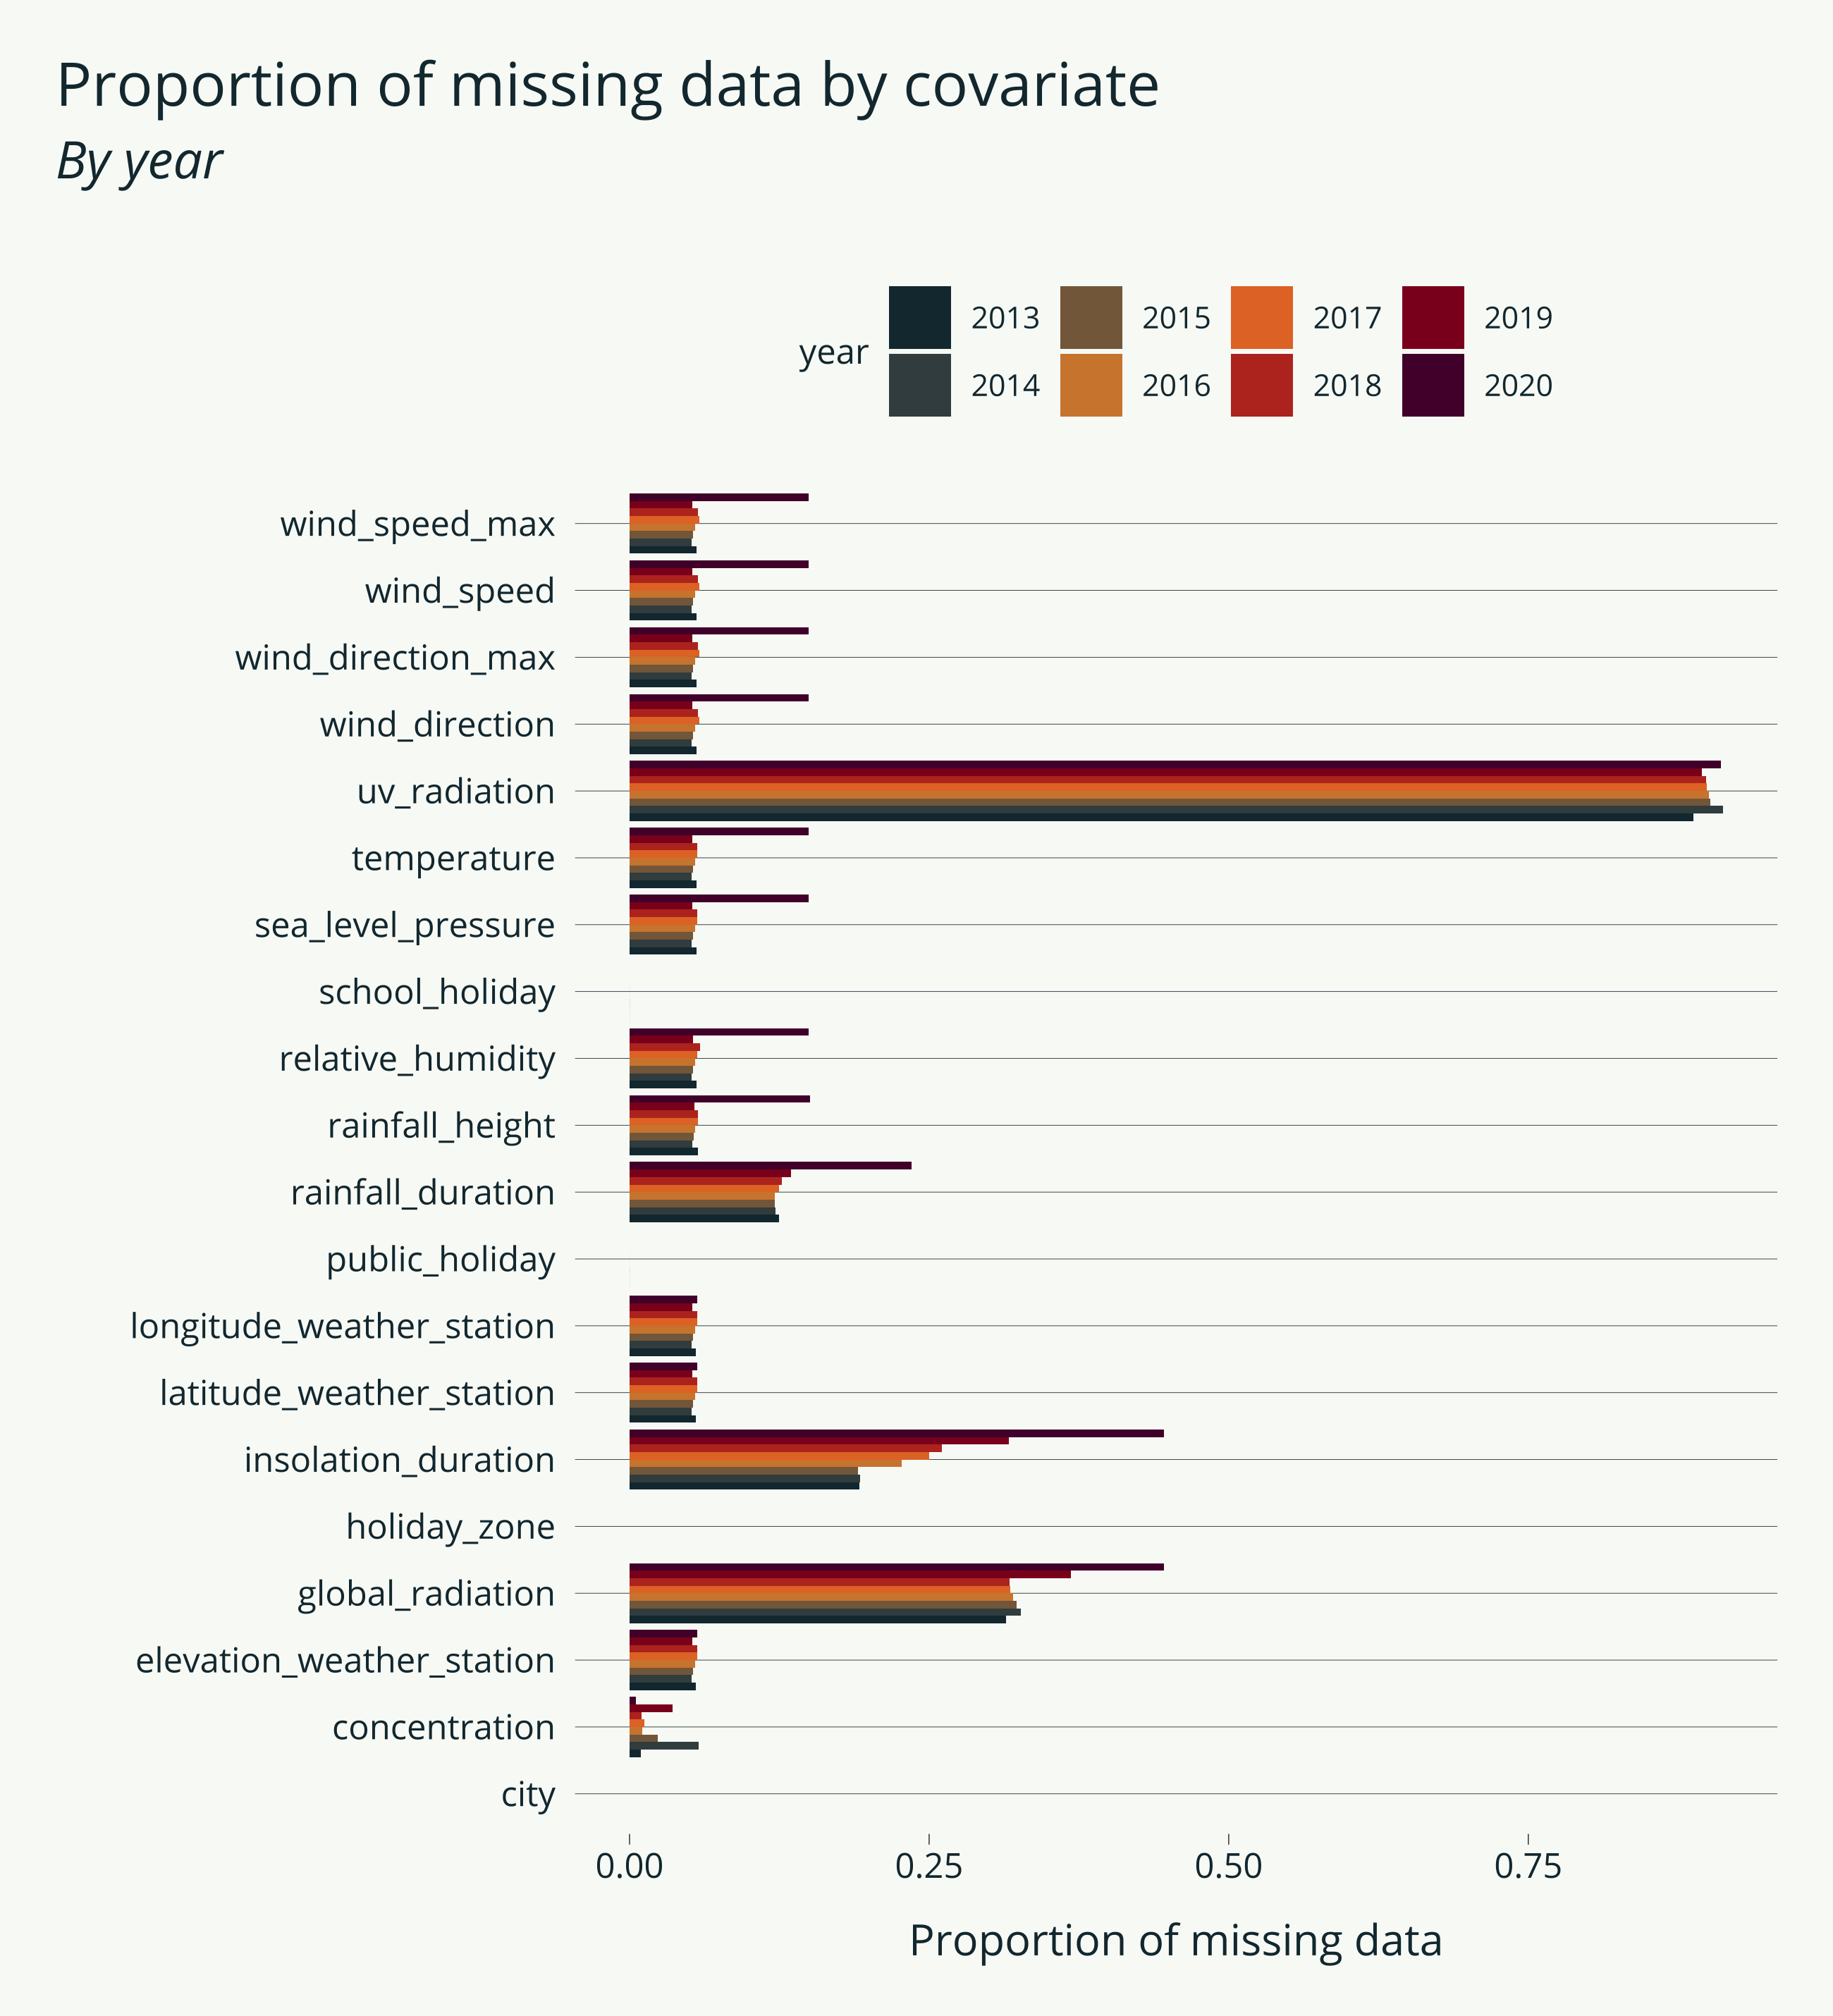 Proportion of missing data by covariate
By year
year
2013 2015 2017 2019
2014 2016 2018 2020
wind_speed_max
wind_speed
wind_direction_max
wind_direction
uv_radiation
temperature
sea_level_pressure
school_holiday
relative_humidity
rainfall_height
rainfall_duration
public_holiday
longitude_weather_station
latitude_weather_station
insolation_duration
holiday_zone
global_radiation
elevation_weather_station
concentration
city
0.00 0.25 0.50 0.75
Proportion of missing data